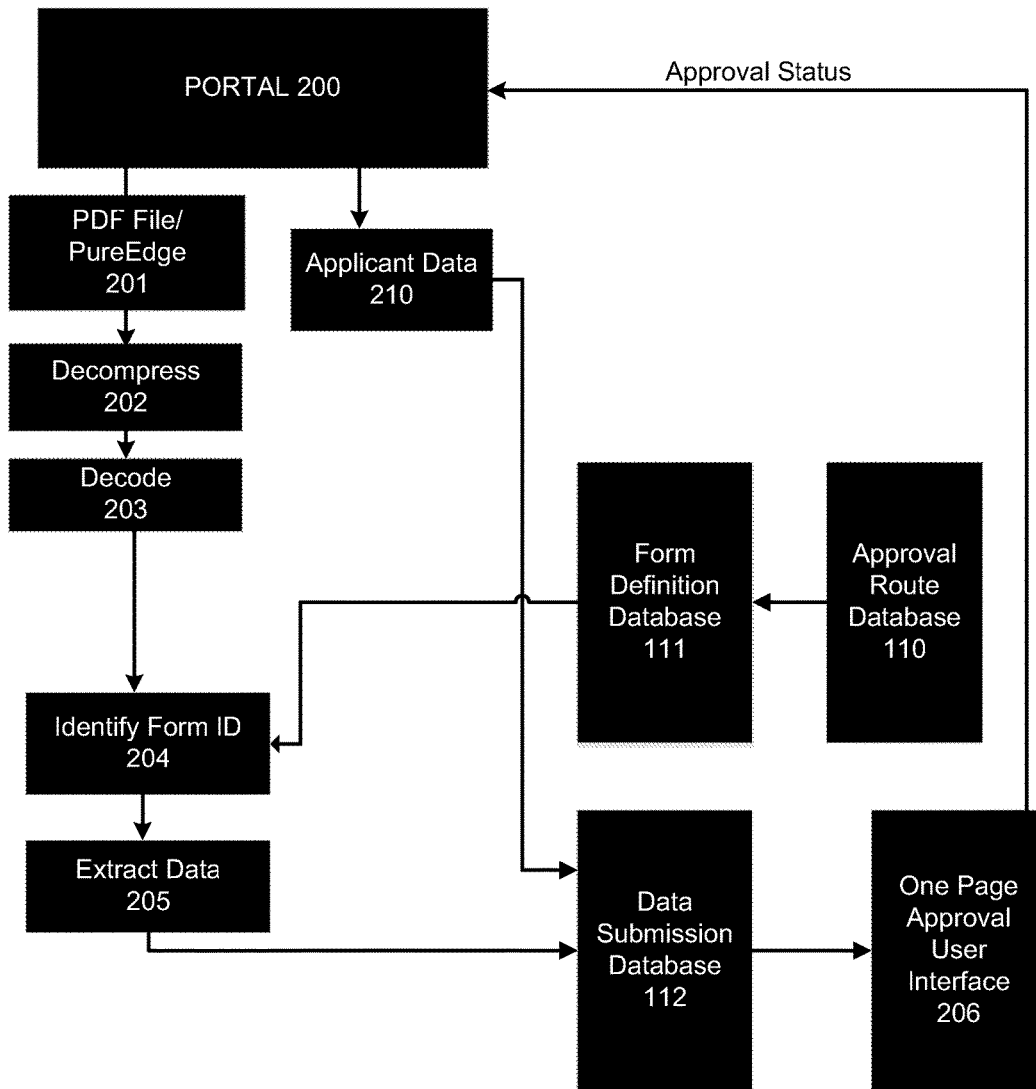 PORTAL 200
Approval Status
PDF File/
PureEdge
201
Applicant Data
210
Decompress
202
Decode
203
Form
Definition
Database
111
Approval
Route
Database
110
Identify Form ID
204
Extract Data
205
Data
Submission
Database
112
One Page
Approval
User
Interface
206